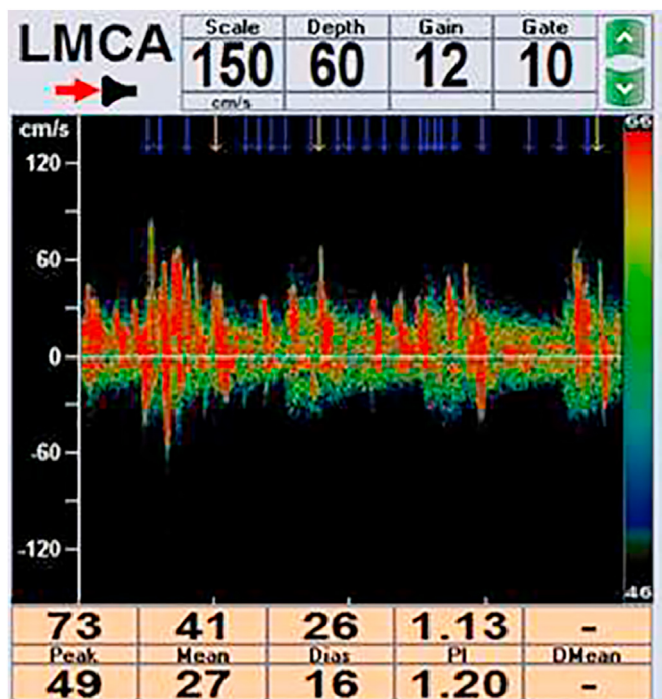 LMCA
Scale Depth Gain Gate
150 60 12 10
cm/s
cm/s
66
120
60
0
-60
-120
46
73 41 26 1.13 -
Peak Mean Dias PI DMean
49 27 16 1.20 -